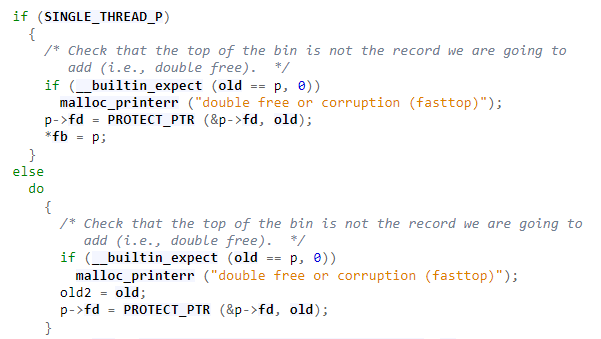 if (SINGLE_THREAD_P)
{
/* Check that the top of the bin is not the record we are going to
add (i.e., double free).  */
if (__builtin_expect (old == p, 0))
malloc_printerr ("double free or corruption (fasttop)");
p->fd = PROTECT_PTR (&p->fd, old);
*fb = p;
}
else
do
{
/* Check that the top of the bin is not the record we are going to
add (i.e., double free).  */
if (__builtin_expect (old == p, 0))
malloc_printerr ("double free or corruption (fasttop)");
old2 = old;
p->fd = PROTECT_PTR (&p->fd, old);
}